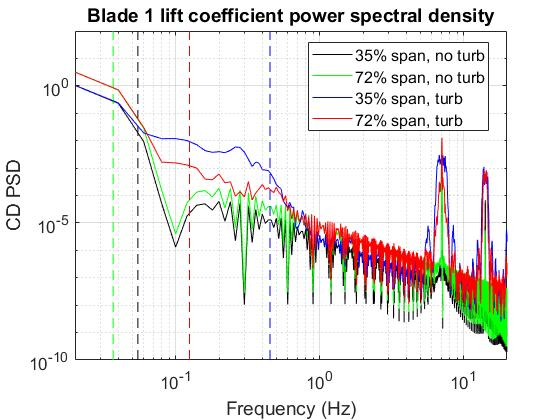 Blade 1 lift coefficient power spectral density
35% span, no turb
72% span, no turb
35% span, turb
72% span, turb
CD PSD
10^0
10^-5
10^-10
10^-1
10^0
10^1
Frequency (Hz)